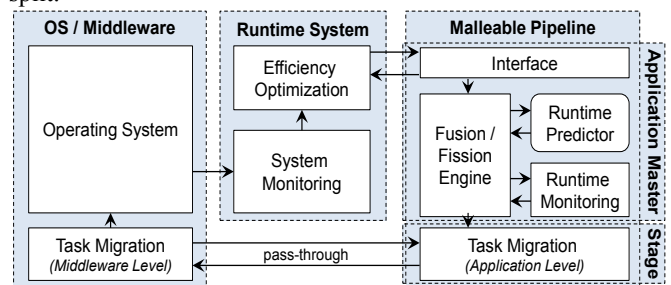 split.
OS / Middleware
Runtime System
Malleable Pipeline
Operating System
Efficiency
Optimization
System
Monitoring
Interface
Fusion /
Fission
Engine
Runtime
Predictor
Runtime
Monitoring
Application Master
Task Migration
(Middleware Level)
pass-through
Task Migration
(Application Level)
Stage